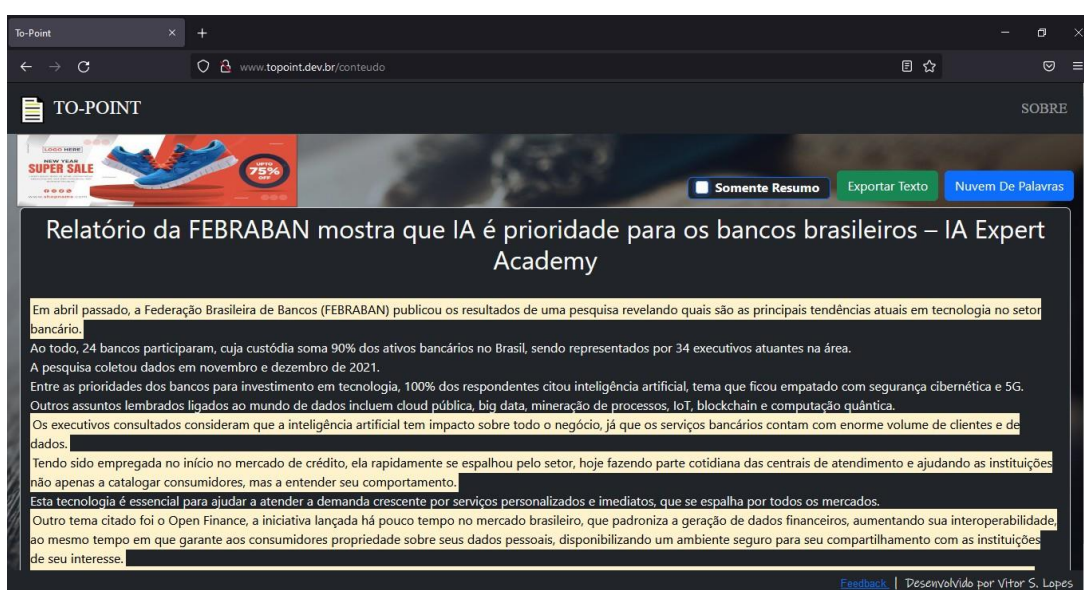 To-Point
www.topoint.dev.br/conteudo
TO-POINT
SOBRE
LOGO HERE
NEW YEAR
SUPER SALE
UPTO
75%
OFF
Somente Resumo
Exportar Texto
Nuvem De Palavras
Relatório da FEBRABAN mostra que IA é prioridade para os bancos brasileiros – IA Expert
Academy
Em abril passado, a Federação Brasileira de Bancos (FEBRABAN) publicou os resultados de uma pesquisa revelando quais são as principais tendências atuais em tecnologia no setor
bancário.
Ao todo, 24 bancos participaram, cuja custódia soma 90% dos ativos bancários no Brasil, sendo representados por 34 executivos atuantes na área.
A pesquisa coletou dados em novembro e dezembro de 2021.
Entre as prioridades dos bancos para investimento em tecnologia, 100% dos respondentes citou inteligência artificial, tema que ficou empatado com segurança cibernética e 5G.
Outros assuntos lembrados ligados ao mundo de dados incluem cloud pública, big data, mineração de processos, IoT, blockchain e computação quântica.
Os executivos consultados consideram que a inteligência artificial tem impacto sobre todo o negócio, já que os serviços bancários contam com enorme volume de clientes e de
dados.
Tendo sido empregada no início no mercado de crédito, ela rapidamente se espalhou pelo setor, hoje fazendo parte cotidiana das centrais de atendimento e ajudando as instituições
não apenas a catalogar consumidores, mas a entender seu comportamento.
Esta tecnologia é essencial para ajudar a atender a demanda crescente por serviços personalizados e imediatos, que se espalha por todos os mercados.
Outro tema citado foi o Open Finance, a iniciativa lançada há pouco tempo no mercado brasileiro, que padroniza a geração de dados financeiros, aumentando sua interoperabilidade,
ao mesmo tempo em que garante aos consumidores propriedade sobre seus dados pessoais, disponibilizando um ambiente seguro para seu compartilhamento com as instituições
de seu interesse.
Feedback | Desenvolvido por Vitor S. Lopes